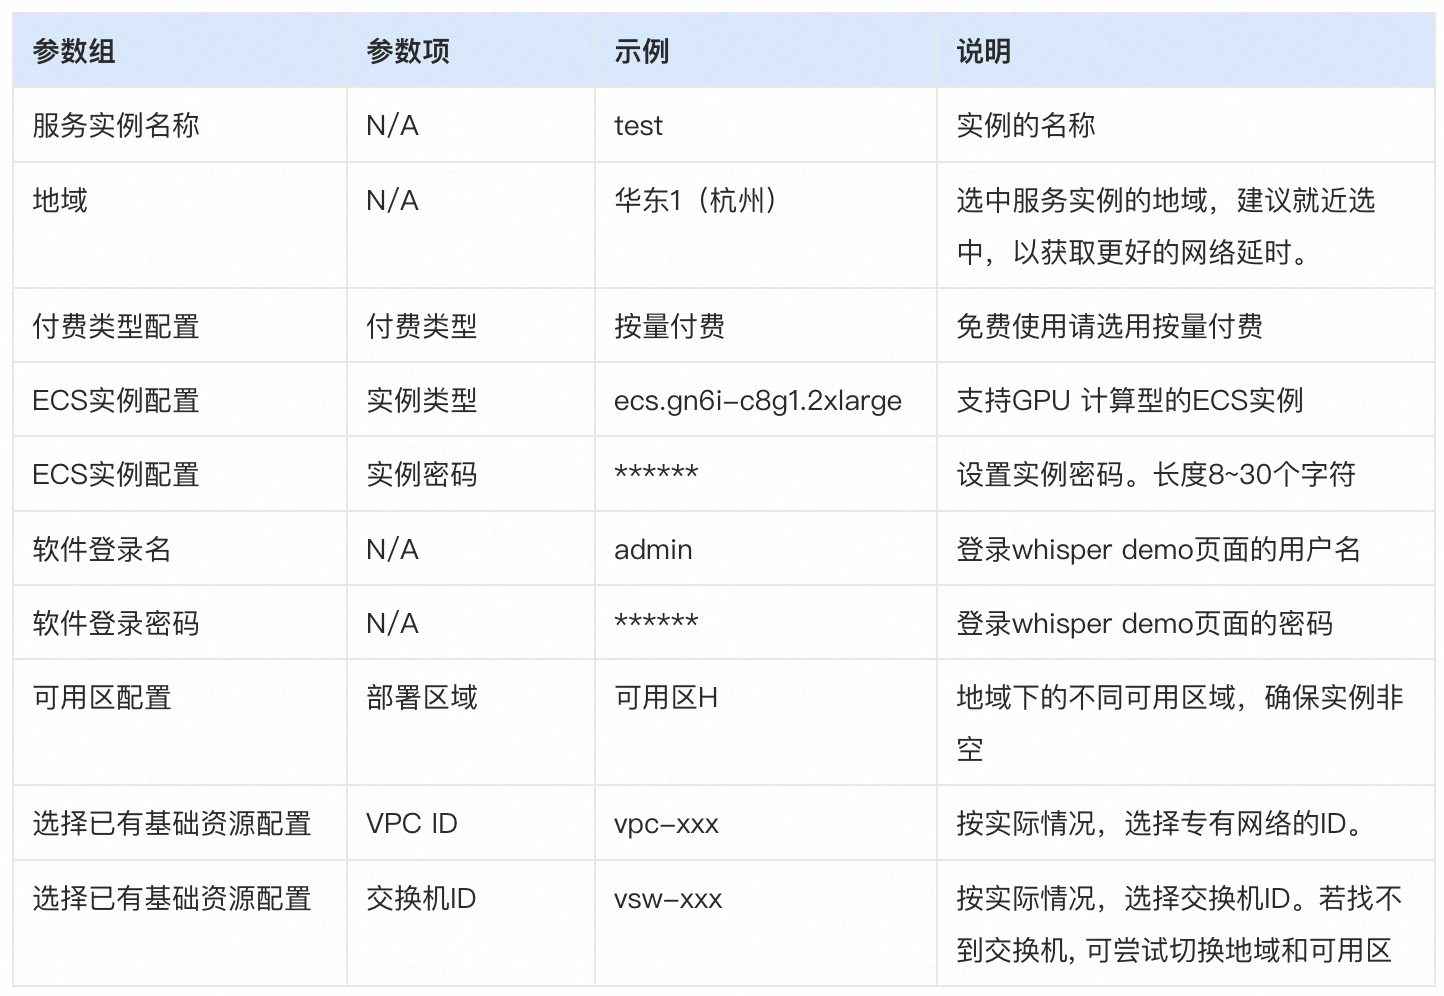 参数组 参数项 示例 说明
服务实例名称 N/A test 实例的名称
地域 N/A 华东1（杭州） 选中服务实例的地域，建议就近选
中，以获取更好的网络延时。
付费类型配置 付费类型 按量付费 免费使用请选用按量付费
ECS实例配置 实例类型 ecs.gn6i-c8g1.2xlarge 支持GPU 计算型的ECS实例
ECS实例配置 实例密码 ****** 设置实例密码。长度8~30个字符
软件登录名 N/A admin 登录whisper demo页面的用户名
软件登录密码 N/A ****** 登录whisper demo页面的密码
可用区配置 部署区域 可用区H 地域下的不同可用区域，确保实例非
空
选择已有基础资源配置 VPC ID vpc-xxx 按实际情况，选择专有网络的ID。
选择已有基础资源配置 交换机ID vsw-xxx 按实际情况，选择交换机ID。若找不
到交换机, 可尝试切换地域和可用区